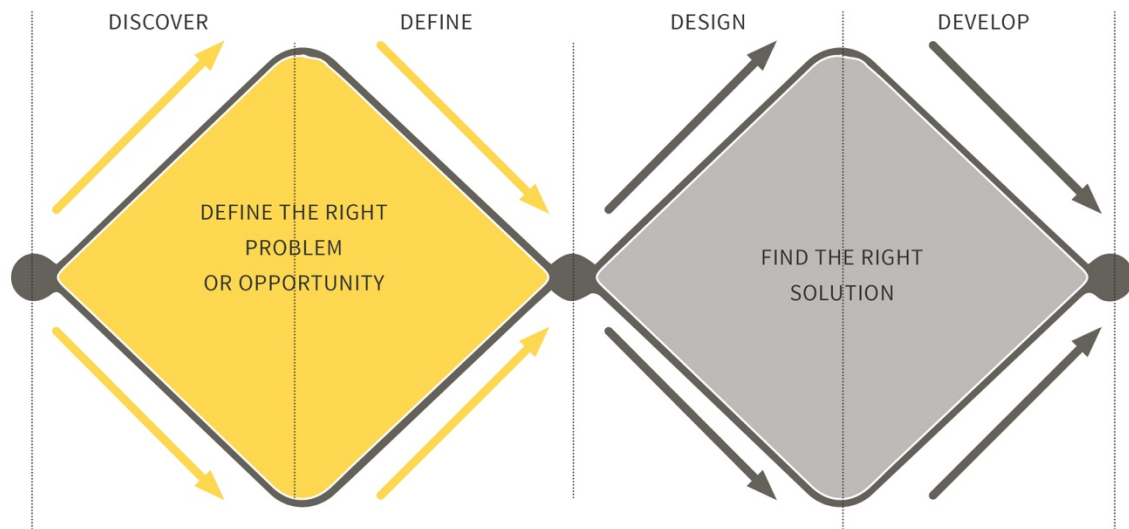 DISCOVER
DEFINE
DESIGN
DEVELOP
DEFINE THE RIGHT
PROBLEM
OR OPPORTUNITY
FIND THE RIGHT
SOLUTION